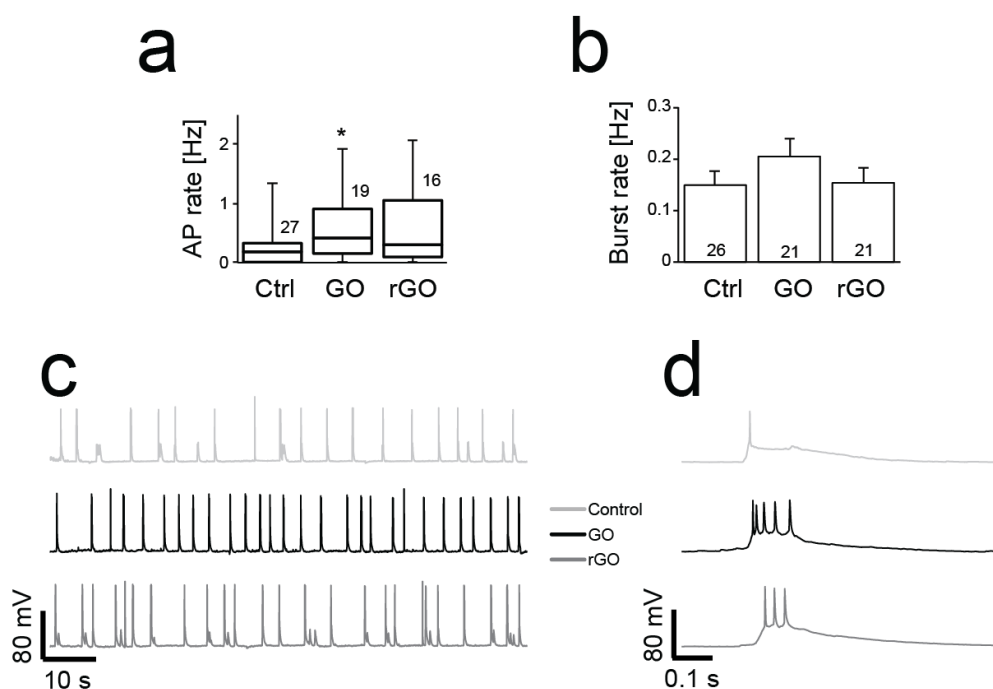 a
AP rate [Hz]
2
1
0
27
*
19
16
Ctrl GO rGO
b
Burst rate [Hz]
0.3
0.2
0.1
0
26 21 21
Ctrl GO rGO
c
80 mV
10 s
Control
GO
rGO
d
80 mV
0.1 s